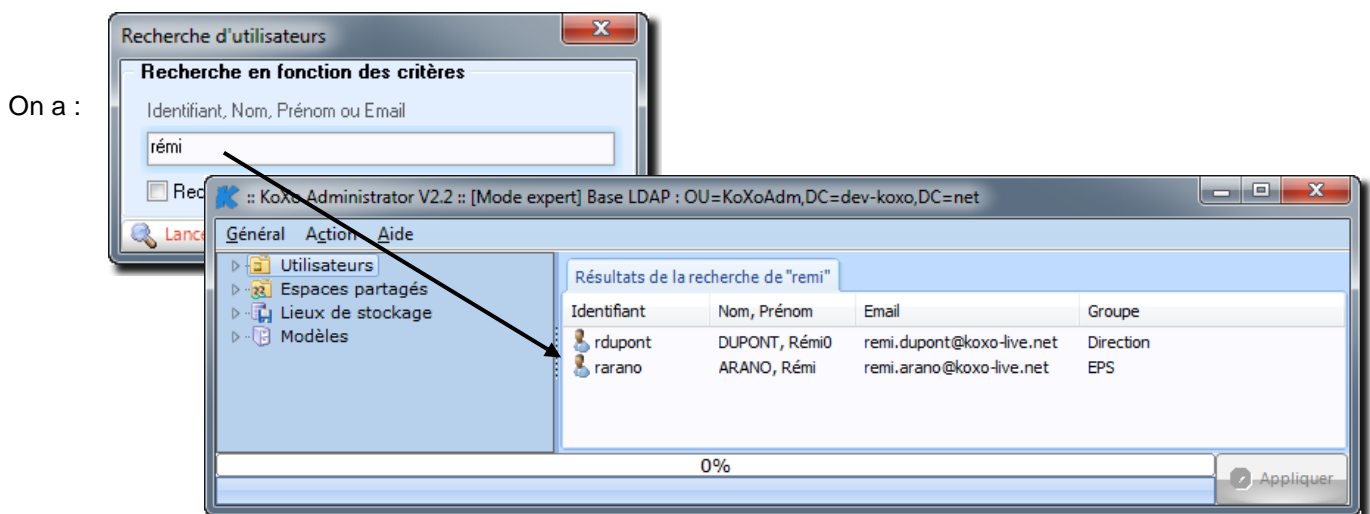 On a :
Recherche d'utilisateurs
Recherche en fonction des critères
Identifiant, Nom, Prénom ou Email
rémi
Rec
Lance
:: KoXo Administrator V2.2 :: [Mode expert] Base LDAP : OU=KoXoAdm,DC=dev-koxo,DC=net
Général Action Aide
Utilisateurs
Espaces partagés
Lieux de stockage
Modèles
Résultats de la recherche de "remi"
Identifiant Nom, Prénom Email Groupe
rdupont DUPONT, Rémi0 remi.dupont@koxo-live.net Direction
rarano ARANO, Rémi remi.arano@koxo-live.net EPS
0%
Appliquer